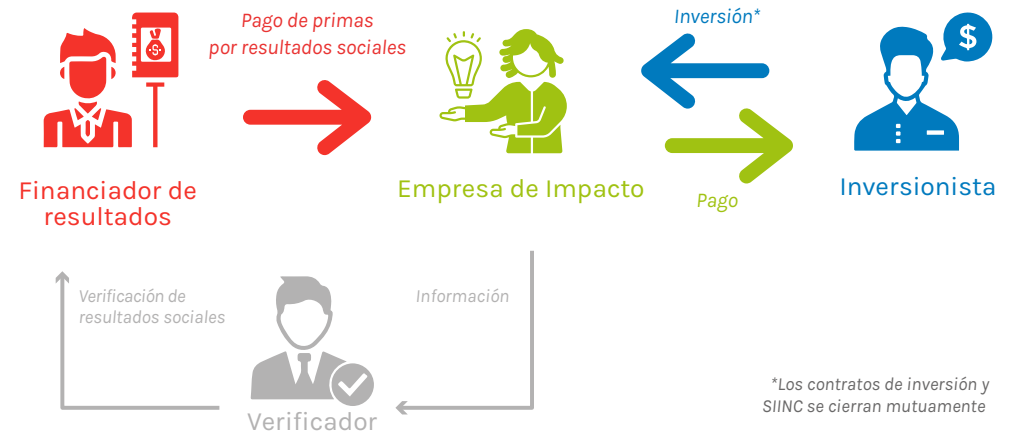 Pago de primas
por resultados sociales
Inversión*
$
-$-
Financiador de
resultados
Empresa de Impacto
Pago
Inversionista
Verificación de
resultados sociales
Información
Verificador
*Los contratos de inversión y
SIINC se cierran mutuamente